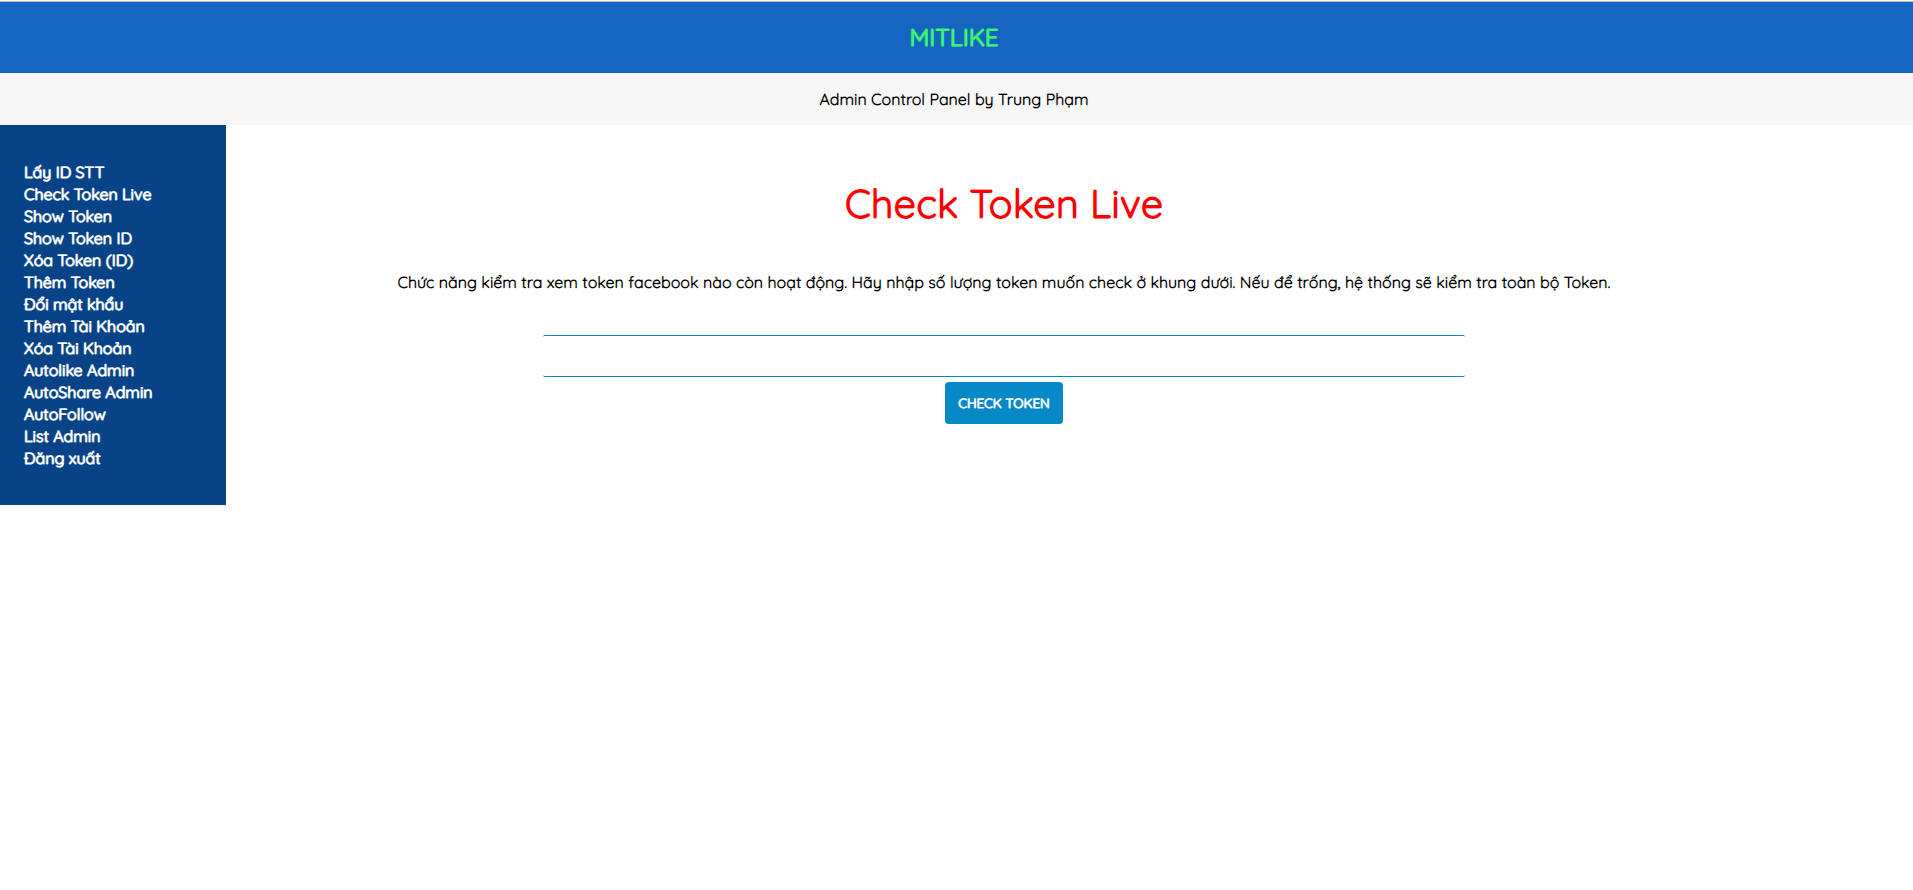 MITLIKE
Admin Control Panel by Trung Phạm
Lấy ID STT
Check Token Live
Show Token
Show Token ID
Xóa Token (ID)
Thêm Token
Đổi mật khẩu
Thêm Tài Khoản
Xóa Tài Khoản
Autolike Admin
AutoShare Admin
AutoFollow
List Admin
Đăng xuất
Check Token Live
Chức năng kiểm tra xem token facebook nào còn hoạt động. Hãy nhập số lượng token muốn check ở khung dưới. Nếu để trống, hệ thống sẽ kiểm tra toàn bộ Token.
CHECK TOKEN